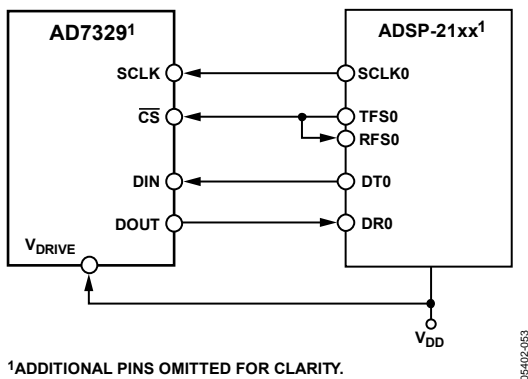 AD7329¹
ADSP-21xx¹
SCLK
SCLK0
CS
TFS0
RFS0
DIN
DT0
DOUT
DR0
VDRIVE
VDD
¹ADDITIONAL PINS OMITTED FOR CLARITY.
05402-053